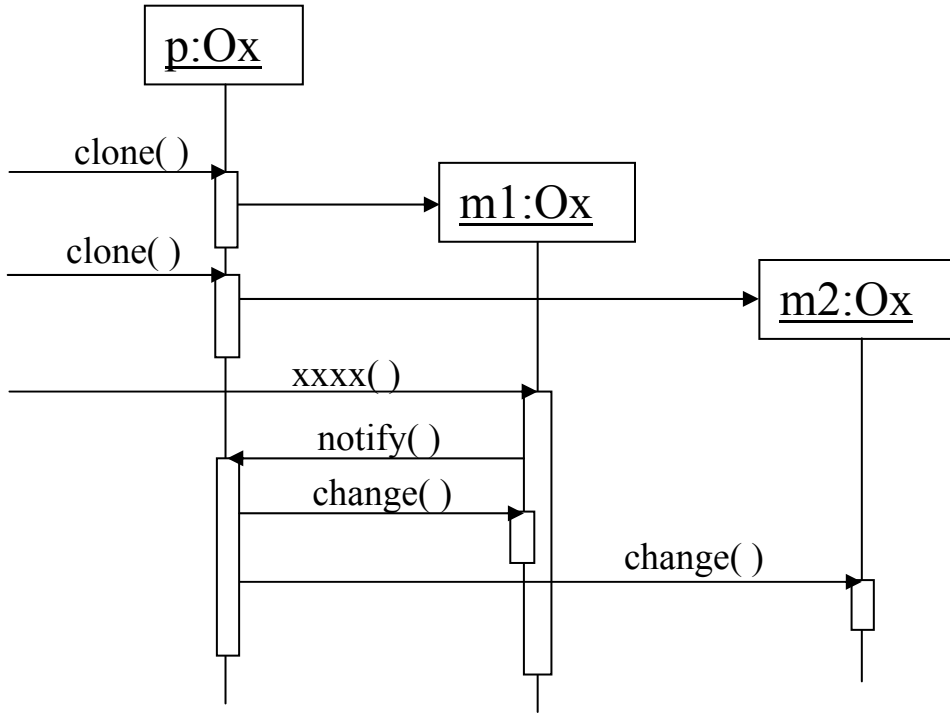 p:Ox
clone( )
m1:Ox
clone( )
m2:Ox
xxxx( )
notify( )
change( )
change( )